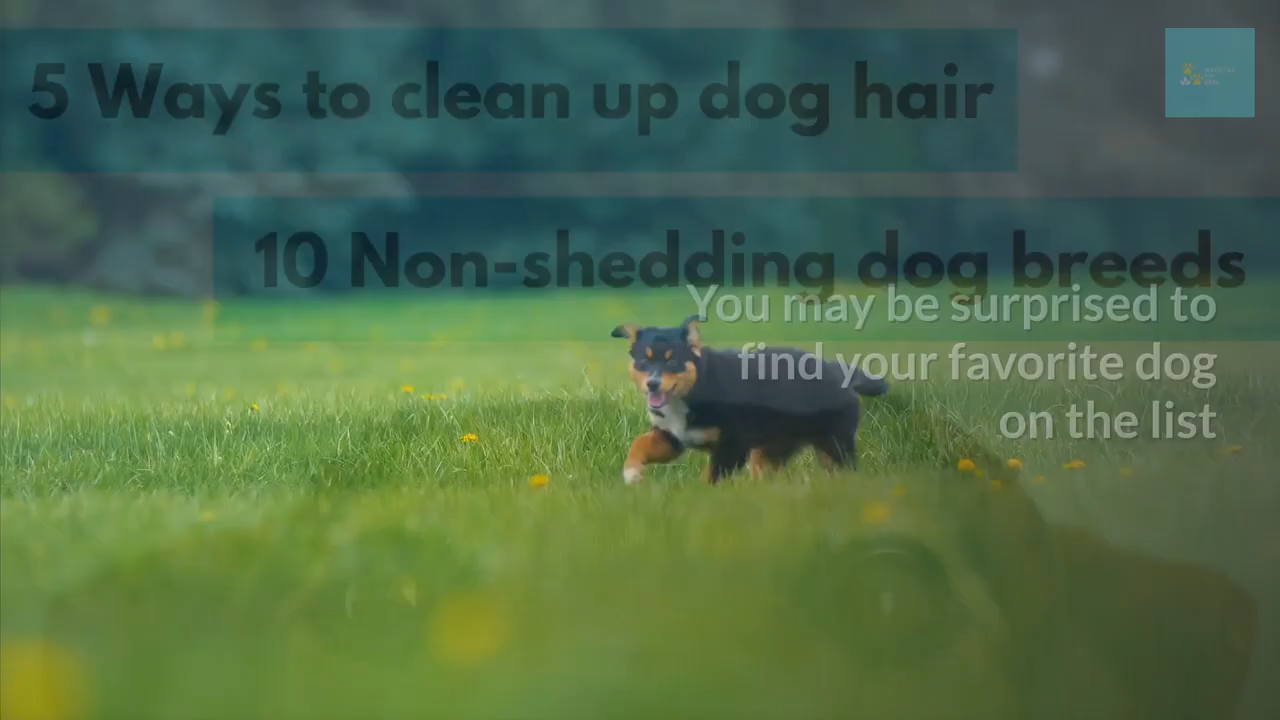 5 Ways to clean up dog hair
10 Non-shedding dog breeds
You may be surprised to
find your favorite dog
on the list